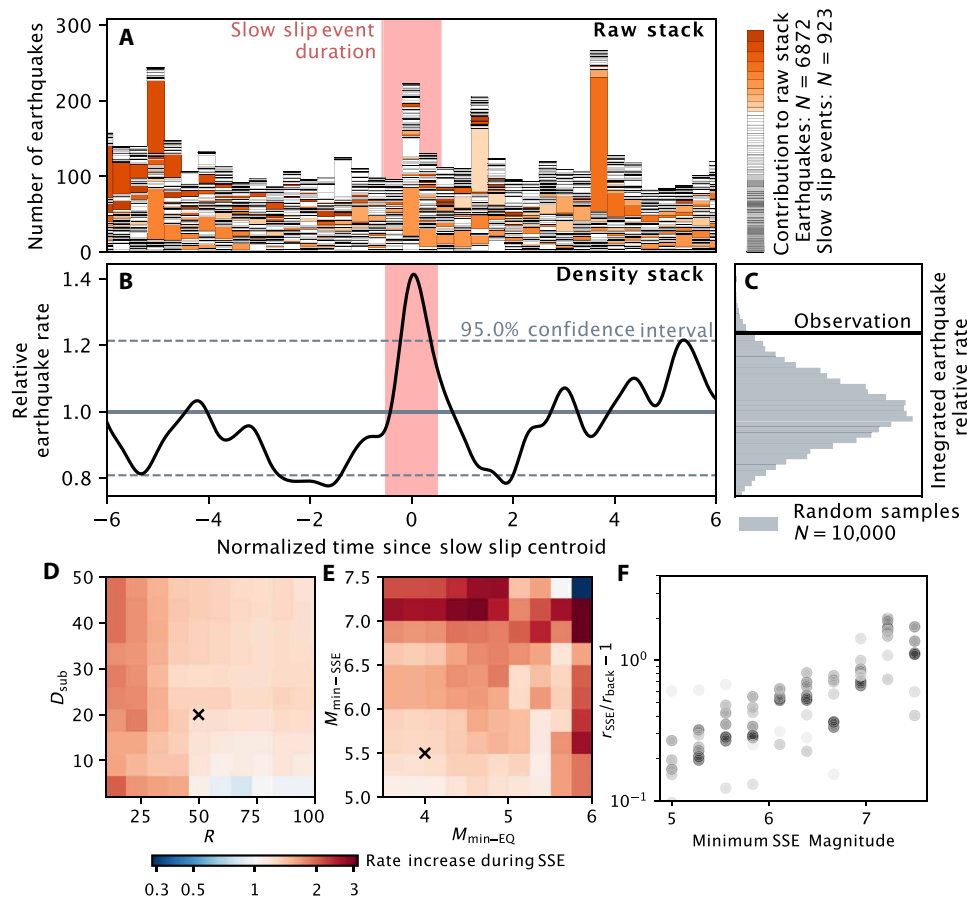 A
Slow slip event
duration
Raw stack
Number of earthquakes
300
200
100
0
Contribution to raw stack
Earthquakes: N = 6872
Slow slip events: N = 923
B
Density stack
95.0% confidence interval
Relative
earthquake rate
1.4
1.2
1.0
0.8
−6
−4
−2
0
2
4
6
Normalized time since slow slip centroid
C
Observation
Integrated earthquake
relative rate
Random samples
N = 10,000
D
50
40
30
20
10
D_sub
25
50
75
100
R
E
7.5
7.0
6.5
6.0
5.5
5.0
M_min−SSE
4
5
6
M_min−EQ
0.3
0.5
1
2
3
Rate increase during SSE
F
10^0
10^−1
r_SSE/r_back − 1
5
6
7
Minimum SSE Magnitude